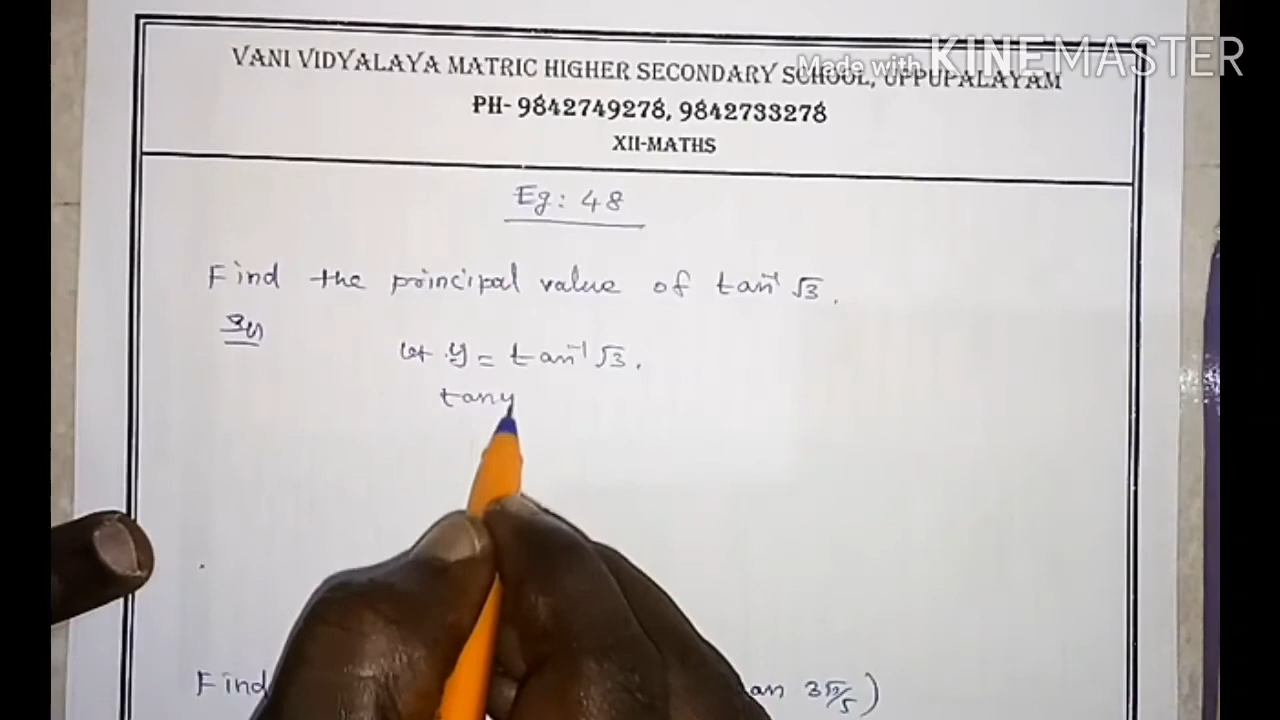 Made with KINEMASTER
VANI VIDYALAYA MATRIC HIGHER SECONDARY SCHOOL, UPPUPALAYAM
PH- 9842749278, 9842733278
XII-MATHS
Eg: 48
Find the principal value of tan⁻¹ √3.
Sol
let y = tan⁻¹ √3.
tany
Find an 3π/5)